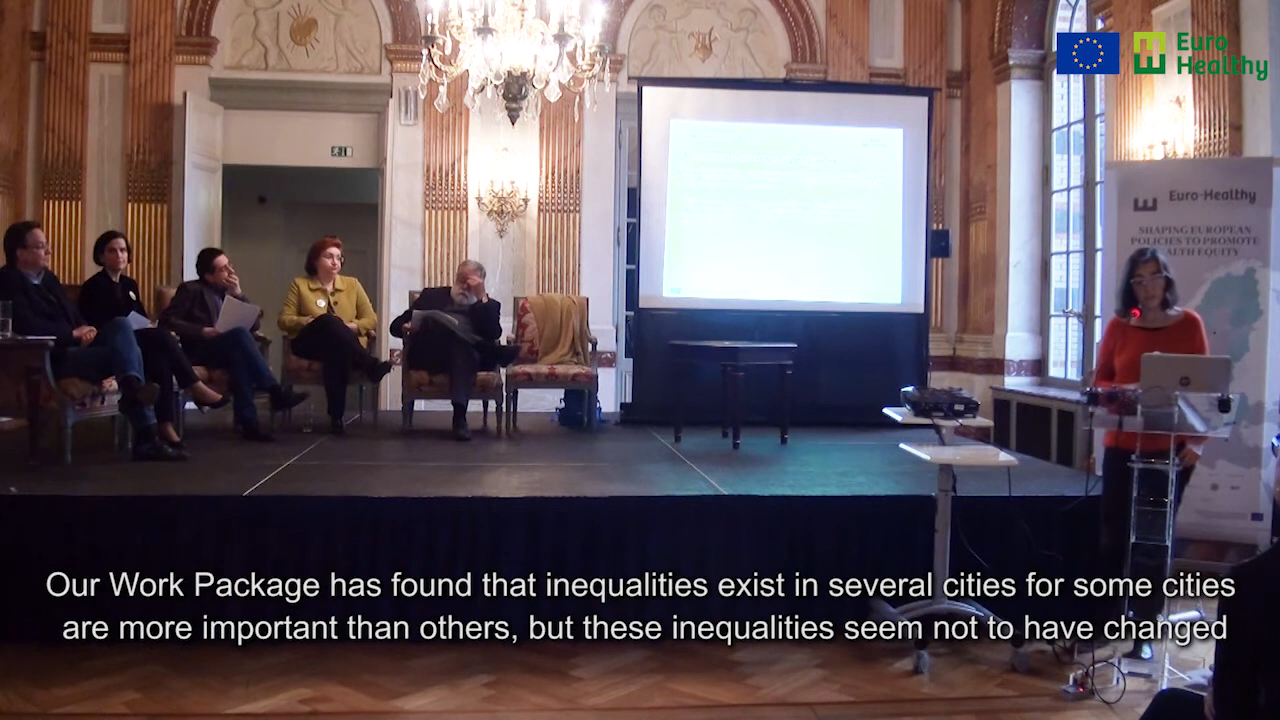 Euro
Healthy
Euro-Healthy
SHAPING EUROPEAN
POLICIES TO PROMOTE
HEALTH EQUITY
Our Work Package has found that inequalities exist in several cities for some cities
are more important than others, but these inequalities seem not to have changed